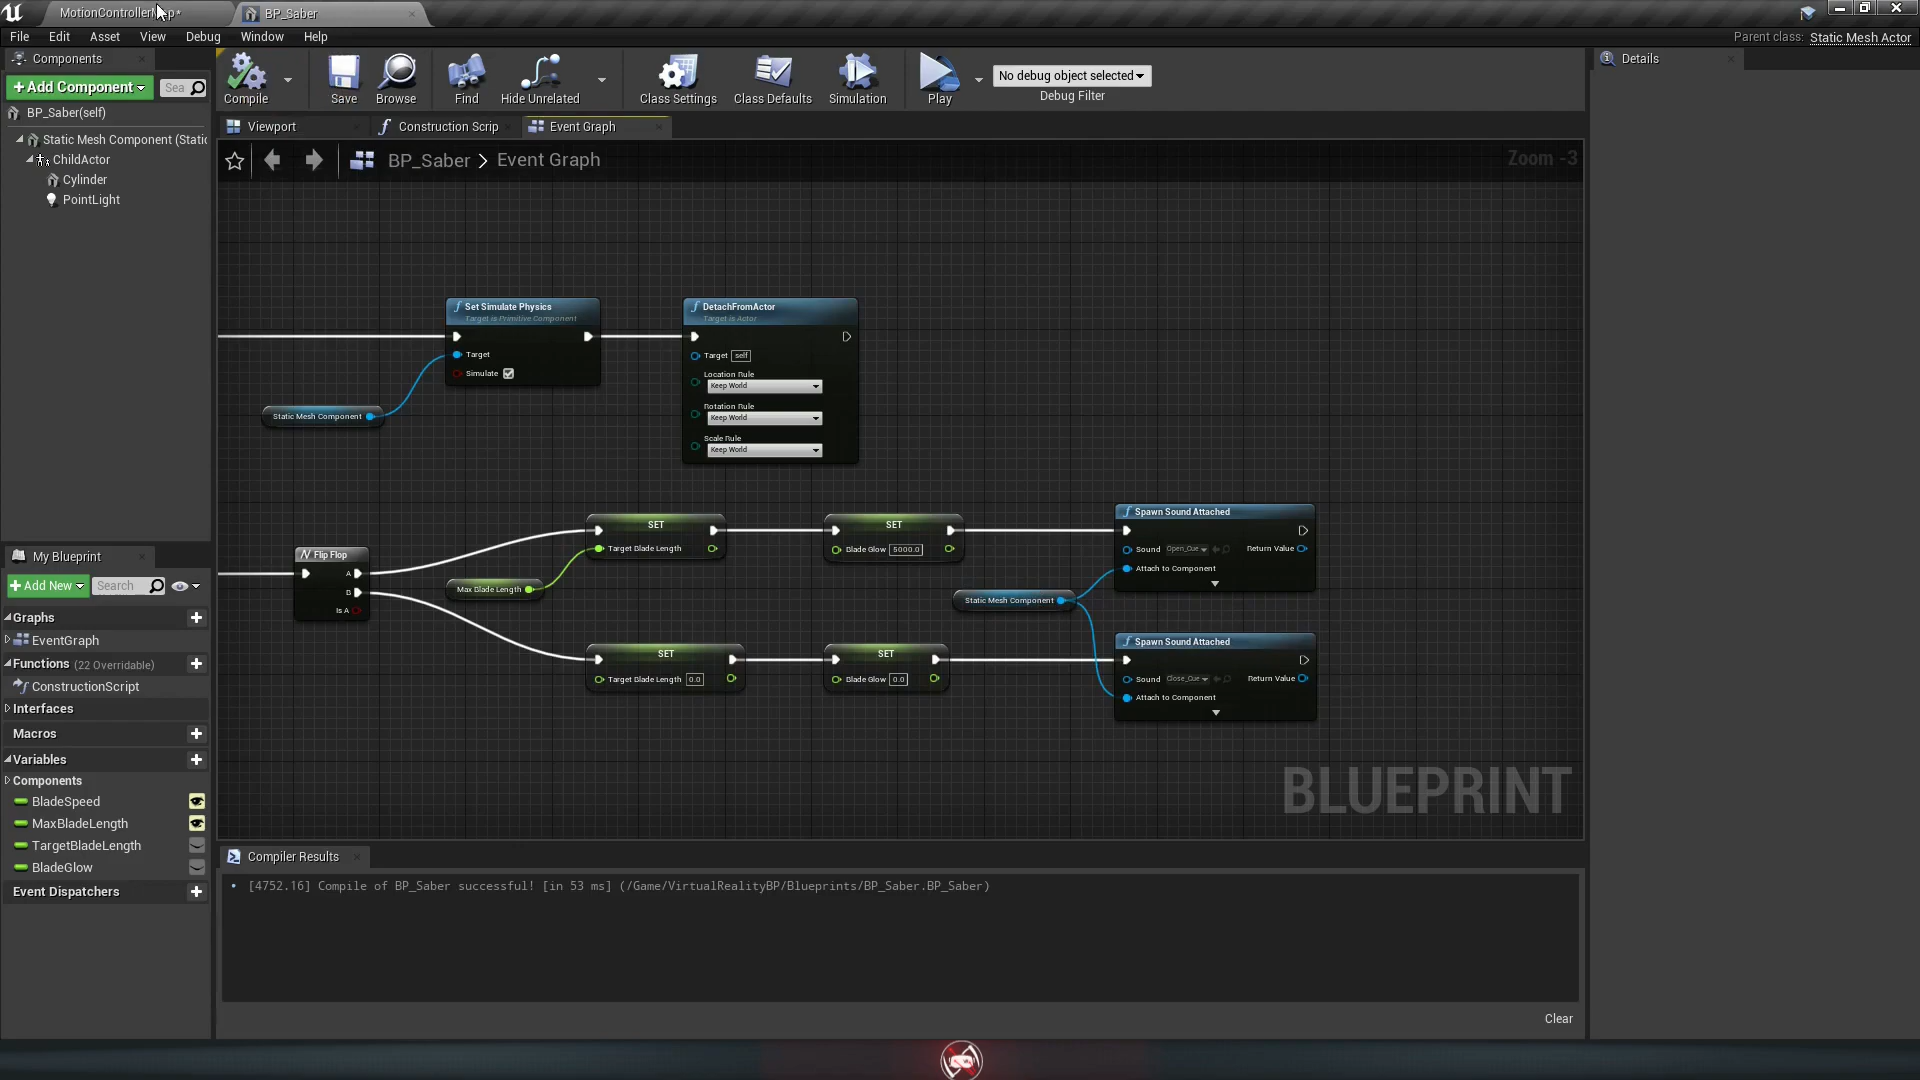 MotionControllerMap*
BP_Saber
File Edit Asset View Debug Window Help
Parent class: Static Mesh Actor
Components
Add Component
Sea
BP_Saber(self)
Static Mesh Component (Static
ChildActor
Cylinder
PointLight
Compile
Save
Browse
Find
Hide Unrelated
Class Settings
Class Defaults
Simulation
Play
No debug object selected
Debug Filter
Details
Viewport
Construction Scrip
Event Graph
BP_Saber > Event Graph
Zoom -3
Set Simulate Physics
Target is Primitive Component
Target
Simulate
Static Mesh Component
DetachFromActor
Target is Actor
Target self
Location Rule
Keep World
Rotation Rule
Keep World
Scale Rule
Keep World
Flip Flop
A
B
Is A
SET
Target Blade Length
Max Blade Length
SET
Blade Glow 5000.0
Spawn Sound Attached
Sound Open_Cue
Return Value
Attach to Component
Static Mesh Component
SET
Target Blade Length 0.0
SET
Blade Glow 0.0
Spawn Sound Attached
Sound Close_Cue
Return Value
Attach to Component
BLUEPRINT
My Blueprint
Add New
Search
Graphs
EventGraph
Functions (22 Overridable)
ConstructionScript
Interfaces
Macros
Variables
Components
BladeSpeed
MaxBladeLength
TargetBladeLength
BladeGlow
Event Dispatchers
Compiler Results
[4752.16] Compile of BP_Saber successful! [in 53 ms] (/Game/VirtualRealityBP/Blueprints/BP_Saber.BP_Saber)
Clear